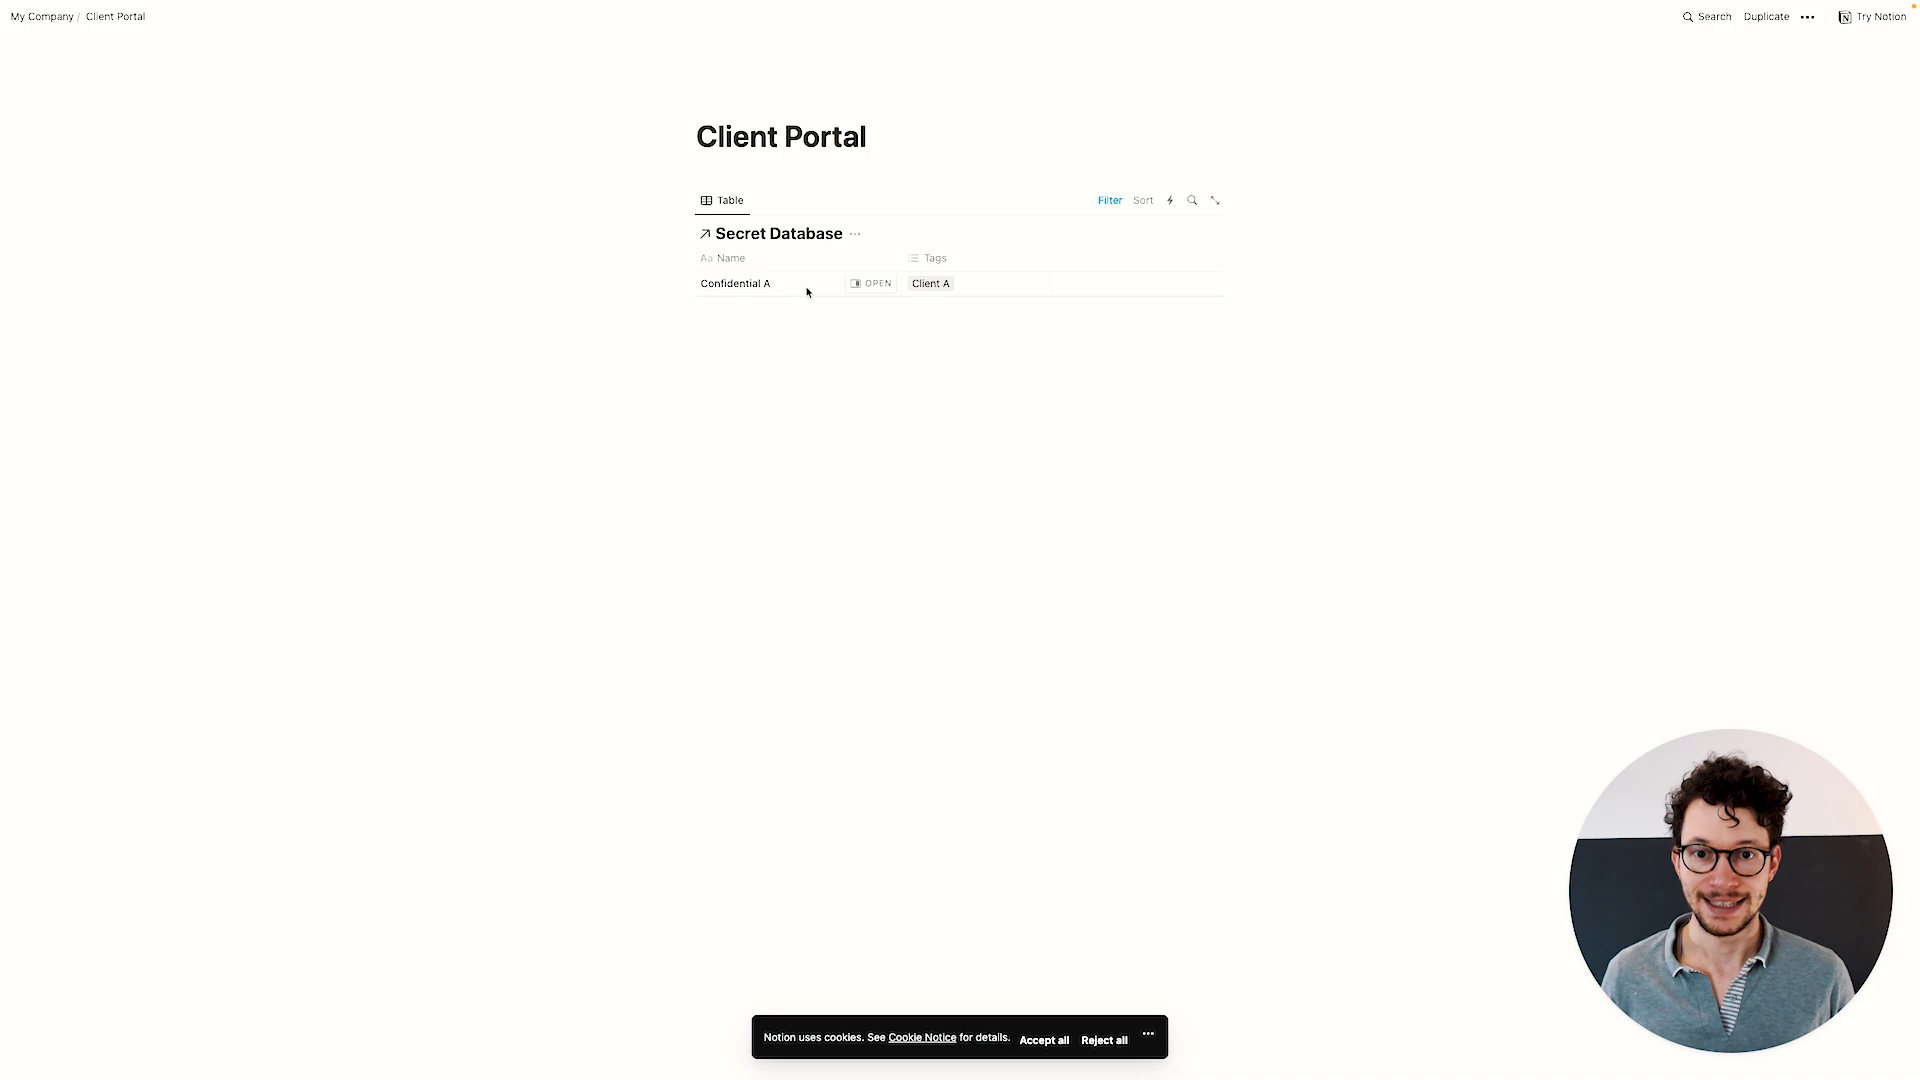 My Company / Client Portal
Search Duplicate Try Notion
Client Portal
Table
Filter Sort
Secret Database
Aa Name Tags
Confidential A OPEN Client A
Notion uses cookies. See Cookie Notice for details. Accept all Reject all